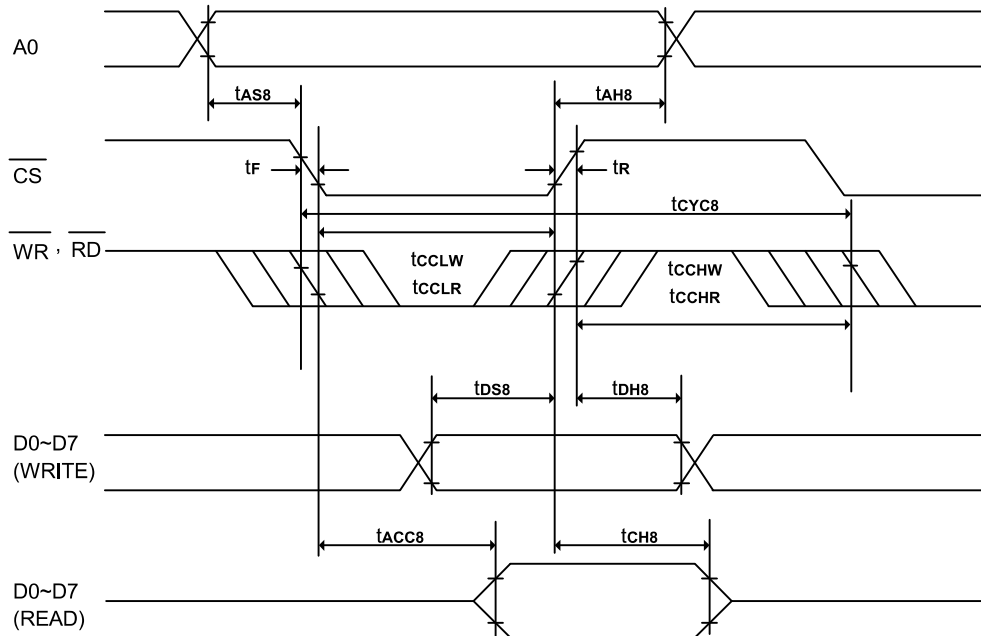 A0
tAS8
tAH8
CS
tF
tR
tCYC8
WR , RD
tCCLW
tCCLR
tCCHW
tCCHR
tDS8
tDH8
D0~D7
(WRITE)
tACC8
tCH8
D0~D7
(READ)